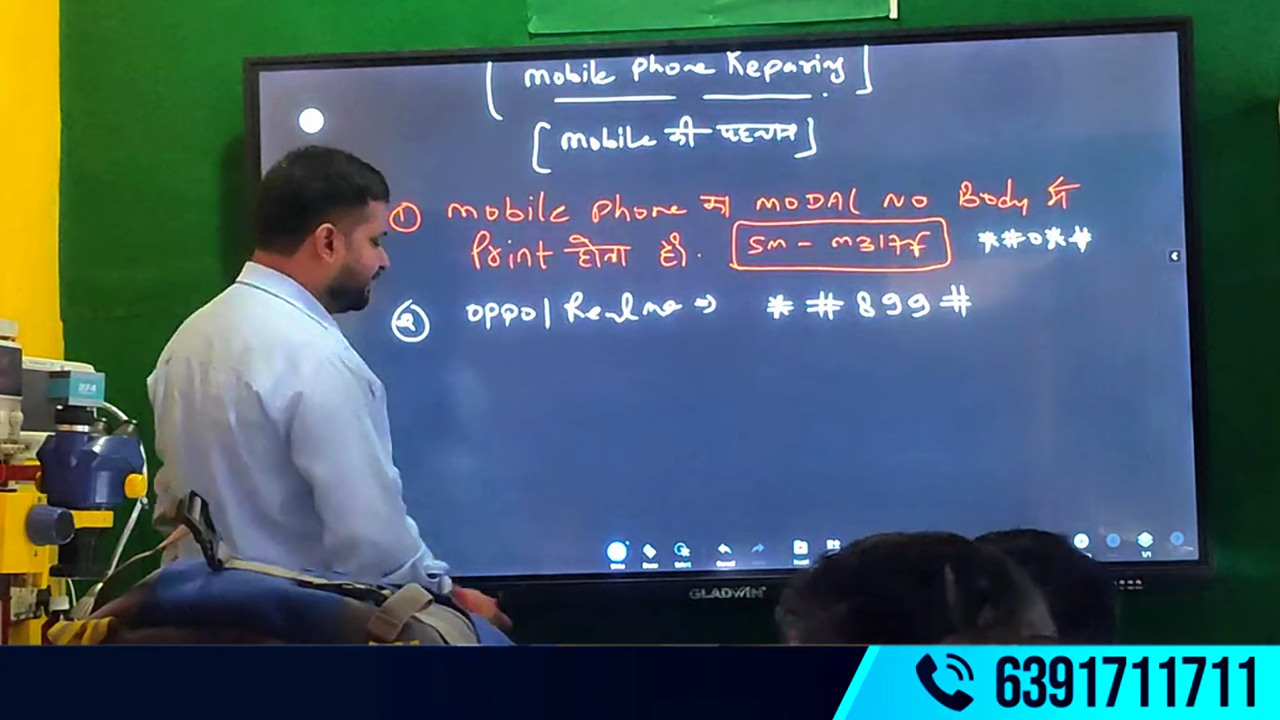 [ mobile phone Reparing ]
[ mobile की पहचान ]
① mobile phone का MODAL NO Body में
Print होता है. SM - M317F *#0*#
② oppo | Realme → *#899#
GLADWIN
6391711711